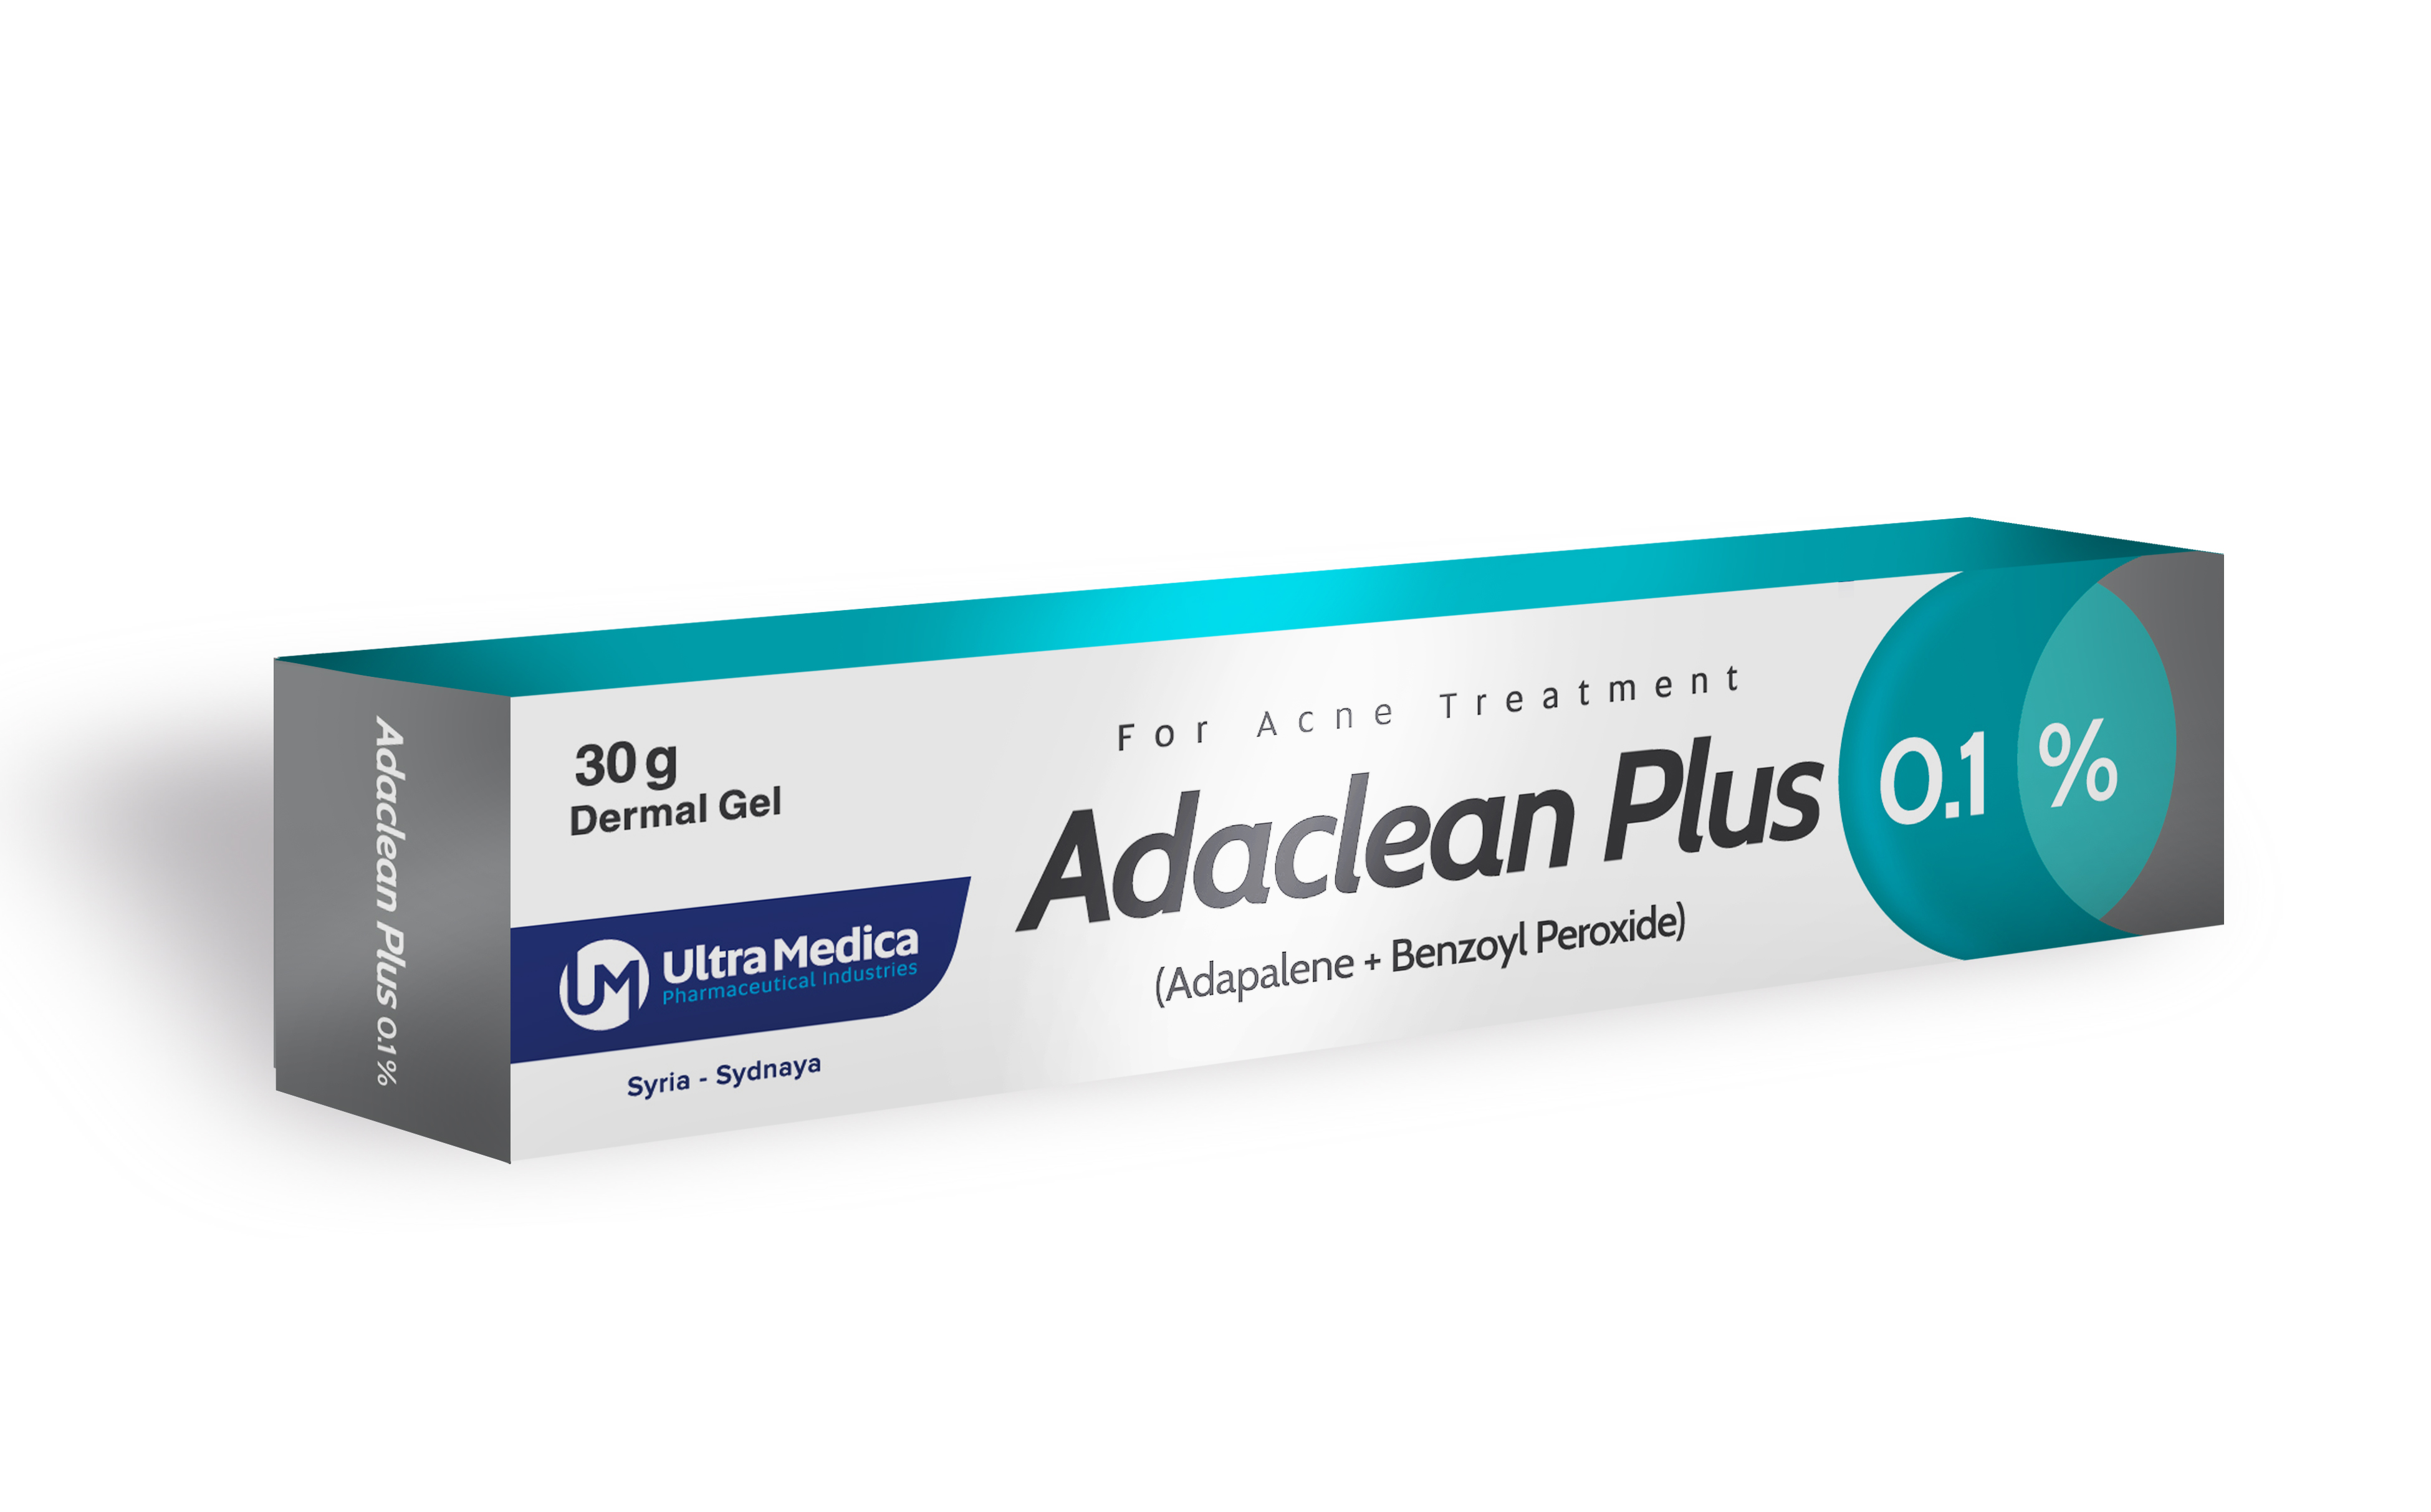 Adaclean Plus 0.1 %
30 g
Dermal Gel
UM
Ultra Medica
Pharmaceutical Industries
Syria - Sydnaya
For Acne Treatment
Adaclean Plus
(Adapalene + Benzoyl Peroxide)
0.1 %